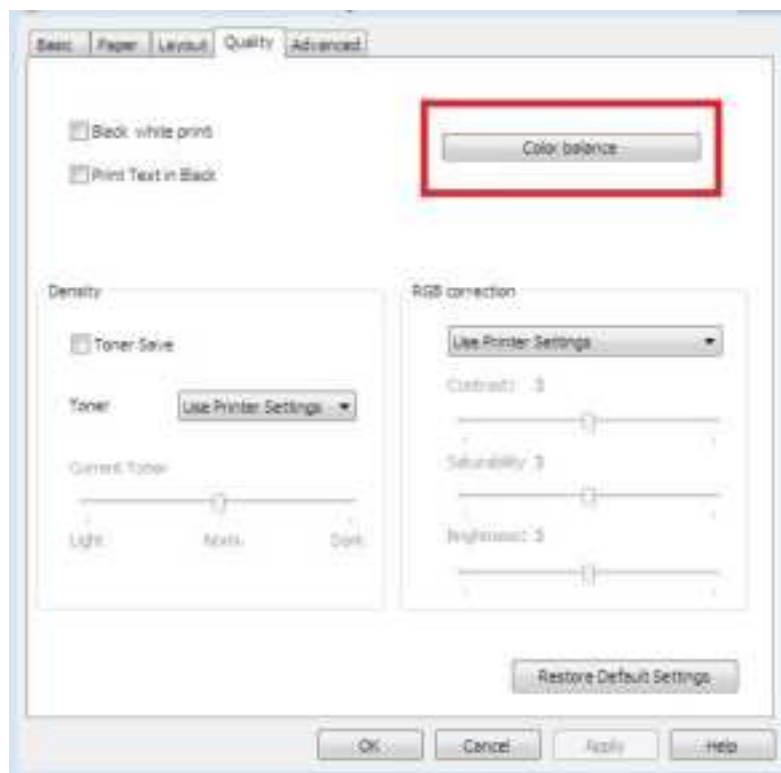 Basic Paper Layout Quality Advanced
Back white print
Color balance
Print Text in Black
Density
RGB correction
Toner Save
Use Printer Settings
Toner Use Printer Settings
Contrast: 3
Current Toner
Saturability 3
Light Norm. Dark
Brightness: 3
Restore Default Settings
OK Cancel Apply Help